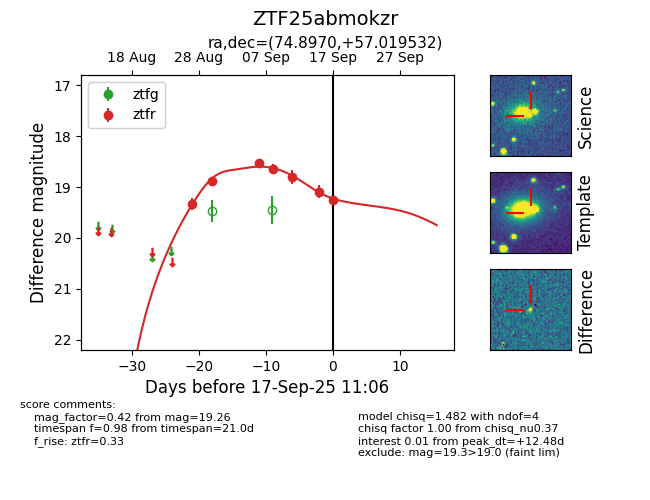 ZTF25abmokzr
ra,dec=(74.8970,+57.019532)
18 Aug 28 Aug 07 Sep 17 Sep 27 Sep
ztfg
ztfr
17
18
19
20
21
22
Difference magnitude
−30 −20 −10 0 10
Days before 17-Sep-25 11:06
Science
Template
Difference
score comments:
mag_factor=0.42 from mag=19.26
timespan f=0.98 from timespan=21.0d
f_rise: ztfr=0.33
model chisq=1.482 with ndof=4
chisq factor 1.00 from chisq_nu0.37
interest 0.01 from peak_dt=+12.48d
exclude: mag=19.3>19.0 (faint lim)